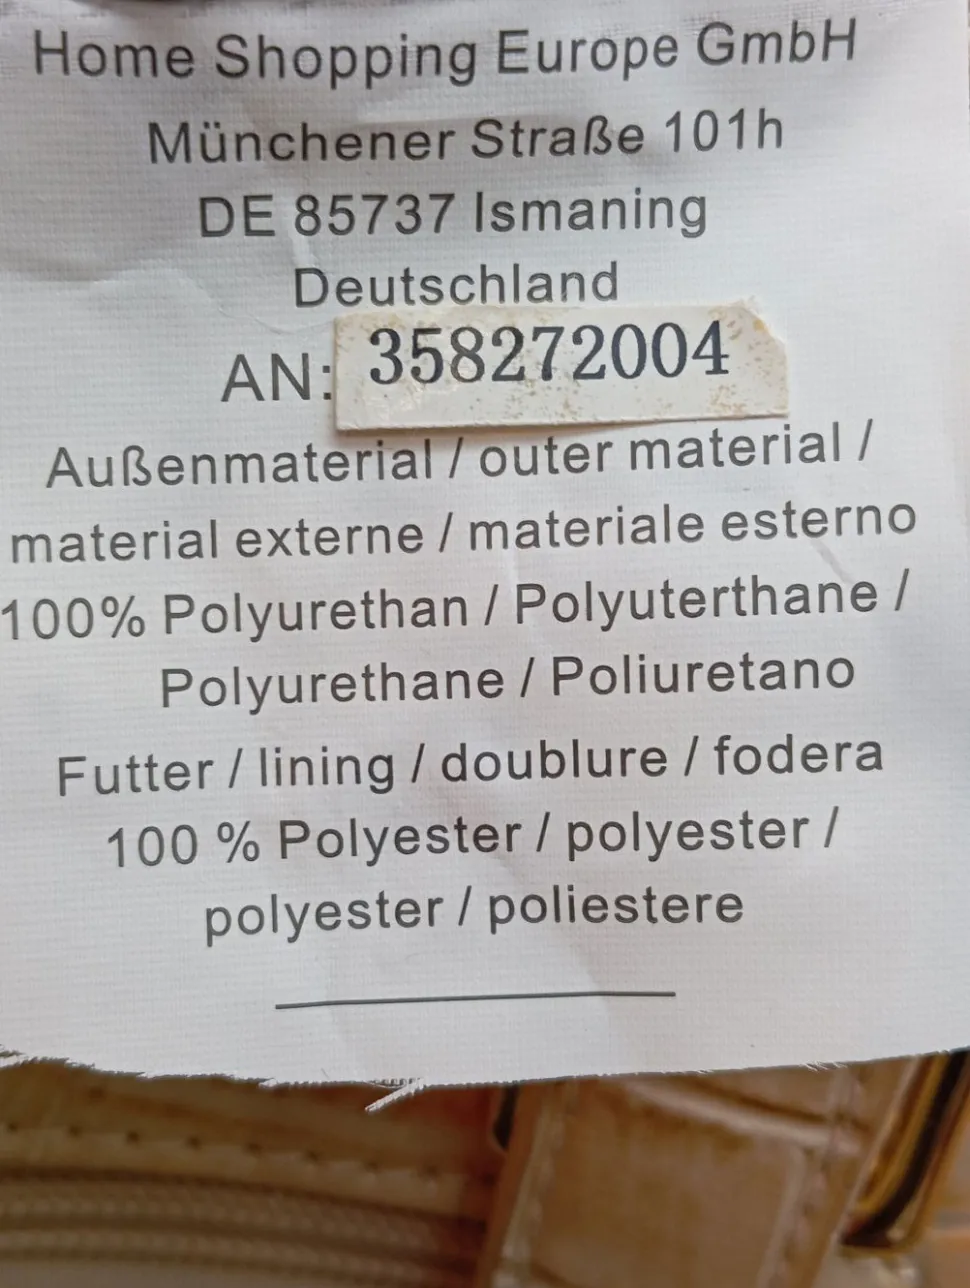 Home Shopping Europe GmbH
Münchener Straße 101h
DE 85737 Ismaning
Deutschland
AN: 358272004
Außenmaterial / outer material /
material externe / materiale esterno
100% Polyurethan / Polyuterthane /
Polyurethane / Poliuretano
Futter / lining / doublure / fodera
100 % Polyester / polyester /
polyester / poliestere